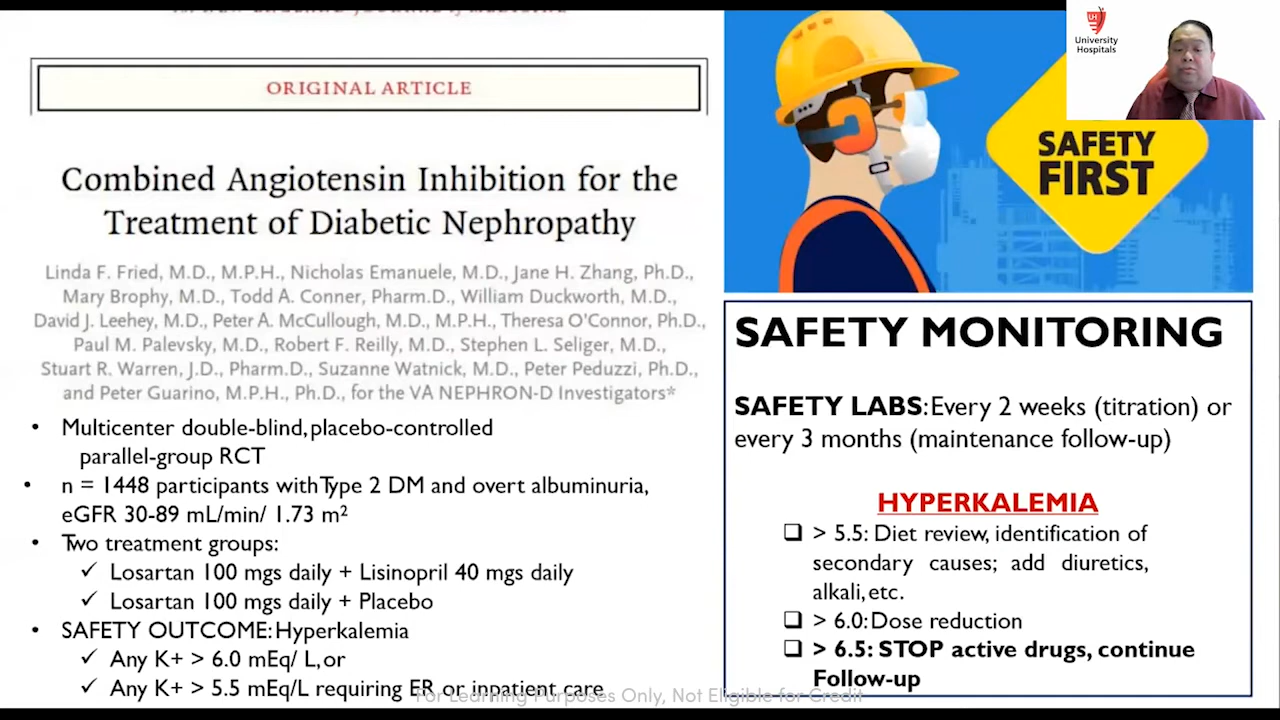 ORIGINAL ARTICLE
Combined Angiotensin Inhibition for the
Treatment of Diabetic Nephropathy
Linda F. Fried, M.D., M.P.H., Nicholas Emanuele, M.D., Jane H. Zhang, Ph.D.,
Mary Brophy, M.D., Todd A. Conner, Pharm.D., William Duckworth, M.D.,
David J. Leehey, M.D., Peter A. McCullough, M.D., M.P.H., Theresa O'Connor, Ph.D.,
Paul M. Palevsky, M.D., Robert F. Reilly, M.D., Stephen L. Seliger, M.D.,
Stuart R. Warren, J.D., Pharm.D., Suzanne Watnick, M.D., Peter Peduzzi, Ph.D.,
and Peter Guarino, M.P.H., Ph.D., for the VA NEPHRON-D Investigators*
• Multicenter double-blind, placebo-controlled
parallel-group RCT
• n = 1448 participants with Type 2 DM and overt albuminuria,
eGFR 30-89 mL/min/ 1.73 m²
• Two treatment groups:
✓ Losartan 100 mgs daily + Lisinopril 40 mgs daily
✓ Losartan 100 mgs daily + Placebo
• SAFETY OUTCOME: Hyperkalemia
✓ Any K+ > 6.0 mEq/ L, or
✓ Any K+ > 5.5 mEq/L requiring ER or inpatient care
SAFETY
FIRST
University
Hospitals
SAFETY MONITORING
SAFETY LABS: Every 2 weeks (titration) or
every 3 months (maintenance follow-up)
HYPERKALEMIA
❑ > 5.5: Diet review, identification of
secondary causes; add diuretics,
alkali, etc.
❑ > 6.0: Dose reduction
❑ > 6.5: STOP active drugs, continue
Follow-up
For Learning Purposes Only, Not Eligible for Credit